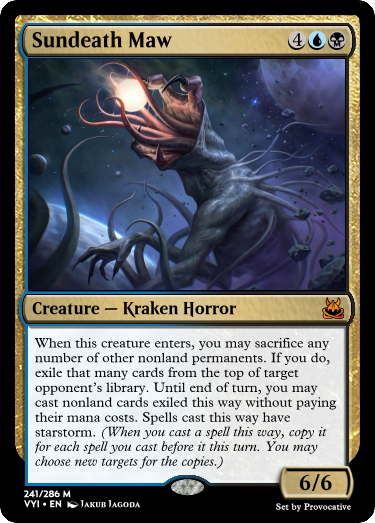 Sundeath Maw 4
Creature — Kraken Horror
When this creature enters, you may sacrifice any
number of other nonland permanents. If you do,
exile that many cards from the top of target
opponent's library. Until end of turn, you may
cast nonland cards exiled this way without paying
their mana costs. Spells cast this way have
starstorm. (When you cast a spell this way, copy it
for each spell you cast before it this turn. You may
choose new targets for the copies.)
6/6
241/286 M
VYI • EN Jakub Jagoda
Set by Provocative